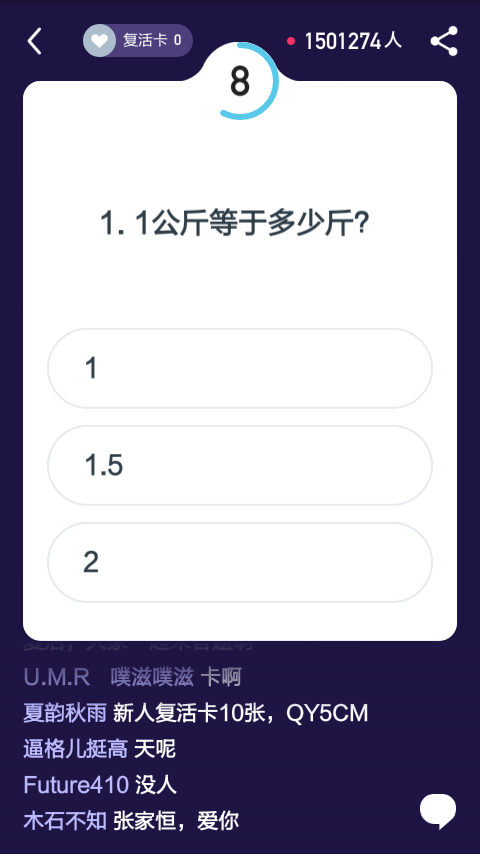 复活卡 0
1501274人
8
1. 1公斤等于多少斤?
1
1.5
2
U.M.R 噗滋噗滋 卡啊
夏韵秋雨 新人复活卡10张，QY5CM
逼格儿挺高 天呢
Future410 没人
木石不知 张家恒，爱你